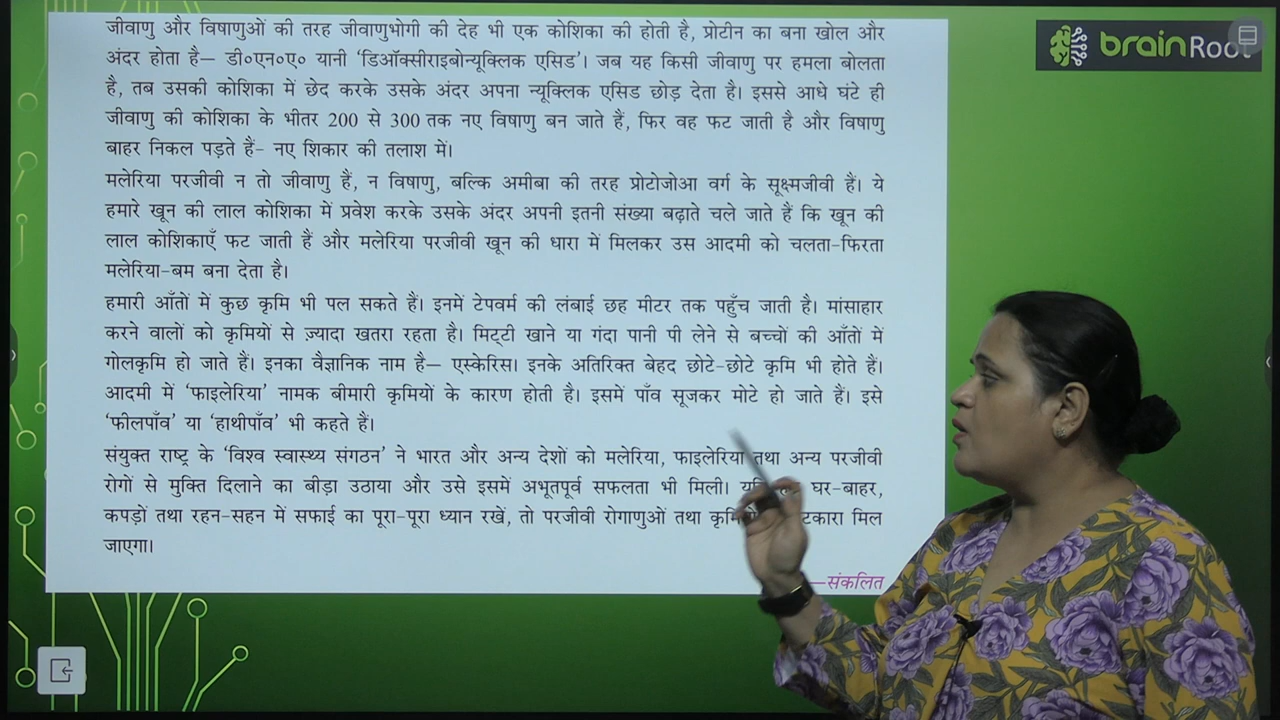 जीवाणु और विषाणुओं की तरह जीवाणुभोगी की देह भी एक कोशिका की होती है, प्रोटीन का बना खोल और
अंदर होता है— डी०एन०ए० यानी 'डिऑक्सीराइबोन्यूक्लिक एसिड'। जब यह किसी जीवाणु पर हमला बोलता
है, तब उसकी कोशिका में छेद करके उसके अंदर अपना न्यूक्लिक एसिड छोड़ देता है। इससे आधे घंटे ही
जीवाणु की कोशिका के भीतर 200 से 300 तक नए विषाणु बन जाते हैं, फिर वह फट जाती है और विषाणु
बाहर निकल पड़ते हैं- नए शिकार की तलाश में।
मलेरिया परजीवी न तो जीवाणु हैं, न विषाणु, बल्कि अमीबा की तरह प्रोटोजोआ वर्ग के सूक्ष्मजीवी हैं। ये
हमारे खून की लाल कोशिका में प्रवेश करके उसके अंदर अपनी इतनी संख्या बढ़ाते चले जाते हैं कि खून की
लाल कोशिकाएँ फट जाती हैं और मलेरिया परजीवी खून की धारा में मिलकर उस आदमी को चलता-फिरता
मलेरिया-बम बना देता है।
हमारी आँतों में कुछ कृमि भी पल सकते हैं। इनमें टेपवर्म की लंबाई छह मीटर तक पहुँच जाती है। मांसाहार
करने वालों को कृमियों से ज़्यादा खतरा रहता है। मिट्टी खाने या गंदा पानी पी लेने से बच्चों की आँतों में
गोलकृमि हो जाते हैं। इनका वैज्ञानिक नाम है— एस्केरिस। इनके अतिरिक्त बेहद छोटे-छोटे कृमि भी होते हैं।
आदमी में 'फाइलेरिया' नामक बीमारी कृमियों के कारण होती है। इसमें पाँव सूजकर मोटे हो जाते हैं। इसे
'फीलपाँव' या 'हाथीपाँव' भी कहते हैं।
संयुक्त राष्ट्र के 'विश्व स्वास्थ्य संगठन' ने भारत और अन्य देशों को मलेरिया, फाइलेरिया तथा अन्य परजीवी
रोगों से मुक्ति दिलाने का बीड़ा उठाया और उसे इसमें अभूतपूर्व सफलता भी मिली। घर-बाहर,
कपड़ों तथा रहन-सहन में सफाई का पूरा-पूरा ध्यान रखें, तो परजीवी रोगाणुओं तथा मिल
जाएगा।
—संकलित
brainRoot